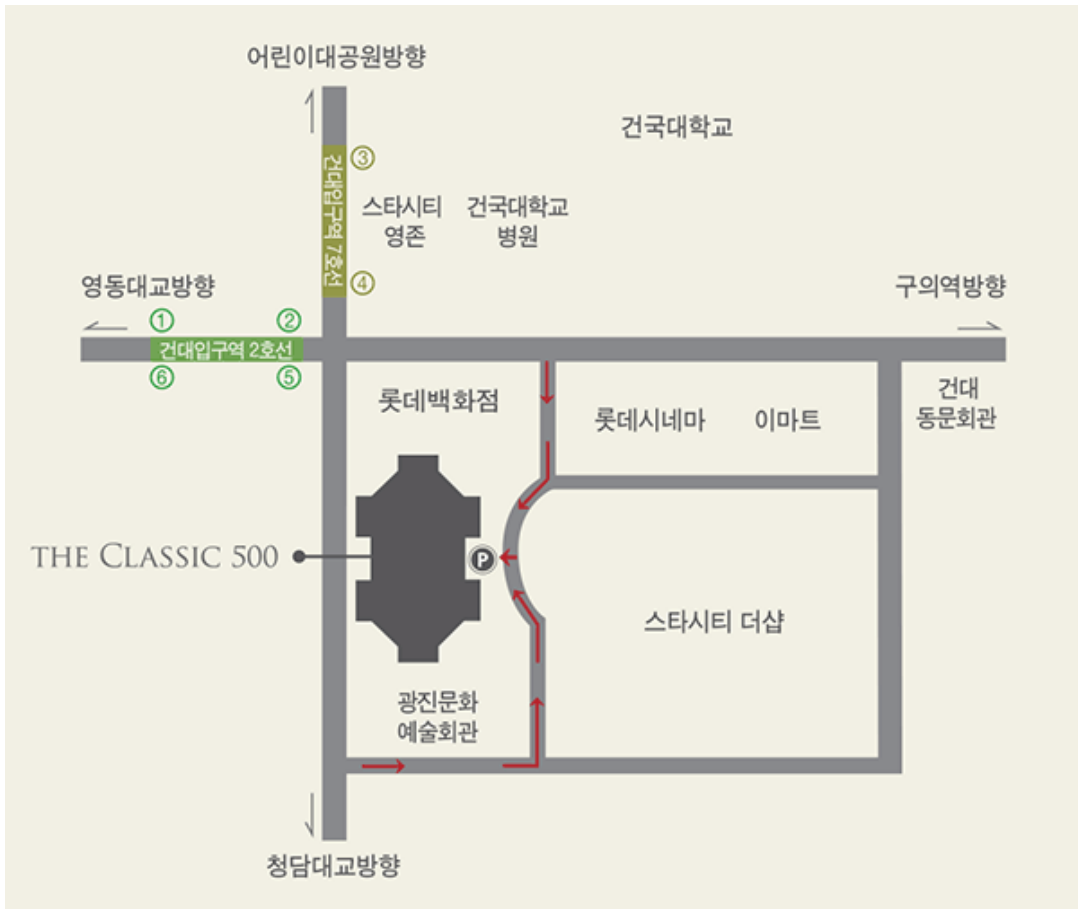 어린이대공원방향
건국대학교
③
건대입구역 7호선
스타시티
영존
건국대학교
병원
④
영동대교방향
구의역방향
①
②
건대입구역 2호선
⑥
⑤
롯데백화점
롯데시네마
이마트
건대
동문회관
THE CLASSIC 500
P
스타시티 더샵
광진문화
예술회관
청담대교방향